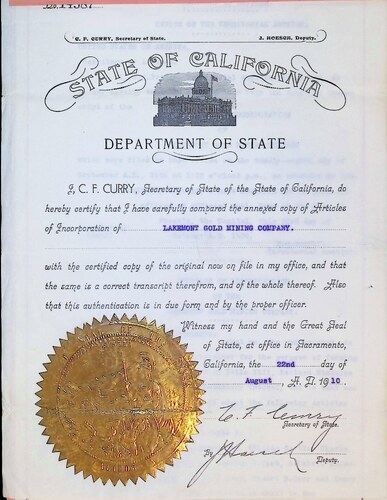 C. F. CURRY, Secretary of State. J. HOESCH, Deputy.
STATE OF CALIFORNIA
DEPARTMENT OF STATE
I, C. F. CURRY, Secretary of State of the State of California, do
hereby certify that I have carefully compared the annexed copy of Articles
of Incorporation of LAKEMONT GOLD MINING COMPANY.
with the certified copy of the original now on file in my office, and that
the same is a correct transcript therefrom, and of the whole thereof. Also
that this authentication is in due form and by the proper officer.
Witness my hand and the Great Seal
of State, at office in Sacramento,
California, the 22nd day of
August, A. D. 1910
C. F. Curry
Secretary of State.
By J Hoesch
Deputy.